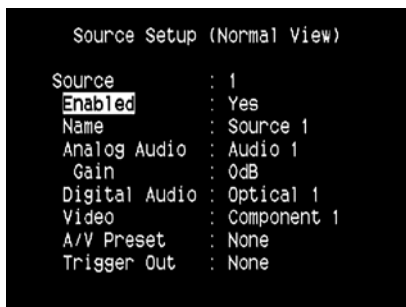 Source Setup (Normal View)
Source : 1
Enabled : Yes
Name : Source 1
Analog Audio : Audio 1
Gain : 0dB
Digital Audio : Optical 1
Video : Component 1
A/V Preset : None
Trigger Out : None